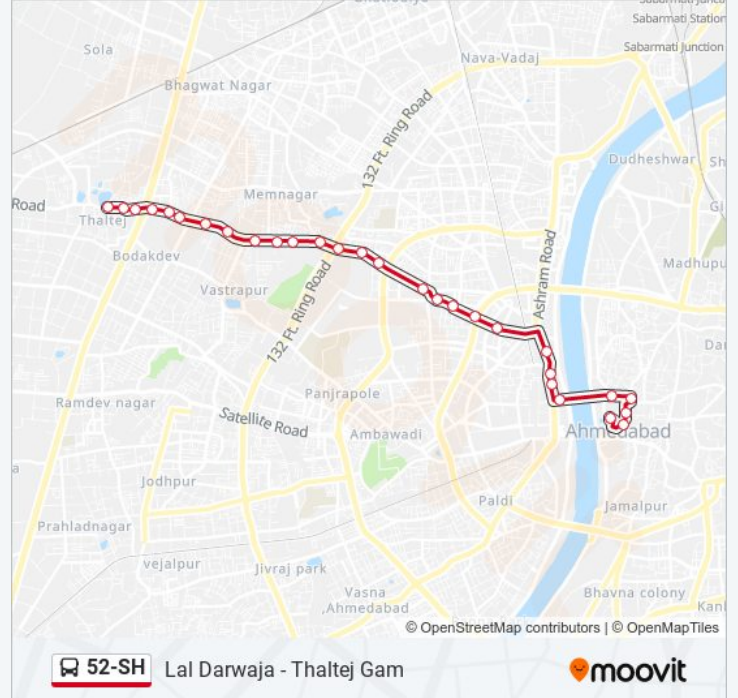 Sabarmati Station
Sabarmati Junction
Sola
Nava-Vadaj
Bhagwat Nagar
132 Ft. Ring Road
Dudheshwar
Memnagar
Road
Thaltej
Bodakdev
Madhupu
Ashram Road
Vastrapur
132 Ft. Ring Road
Panjrapole
Ramdev nagar
Satellite Road
Ambawadi
Ahmedabad
Jodhpur
Paldi
Jamalpur
Prahladnagar
vejalpur
Jivraj park
Vasna
,Ahmedabad
Bhavna colony
© OpenStreetMap contributors | © OpenMapTiles
52-SH Lal Darwaja - Thaltej Gam
moovit